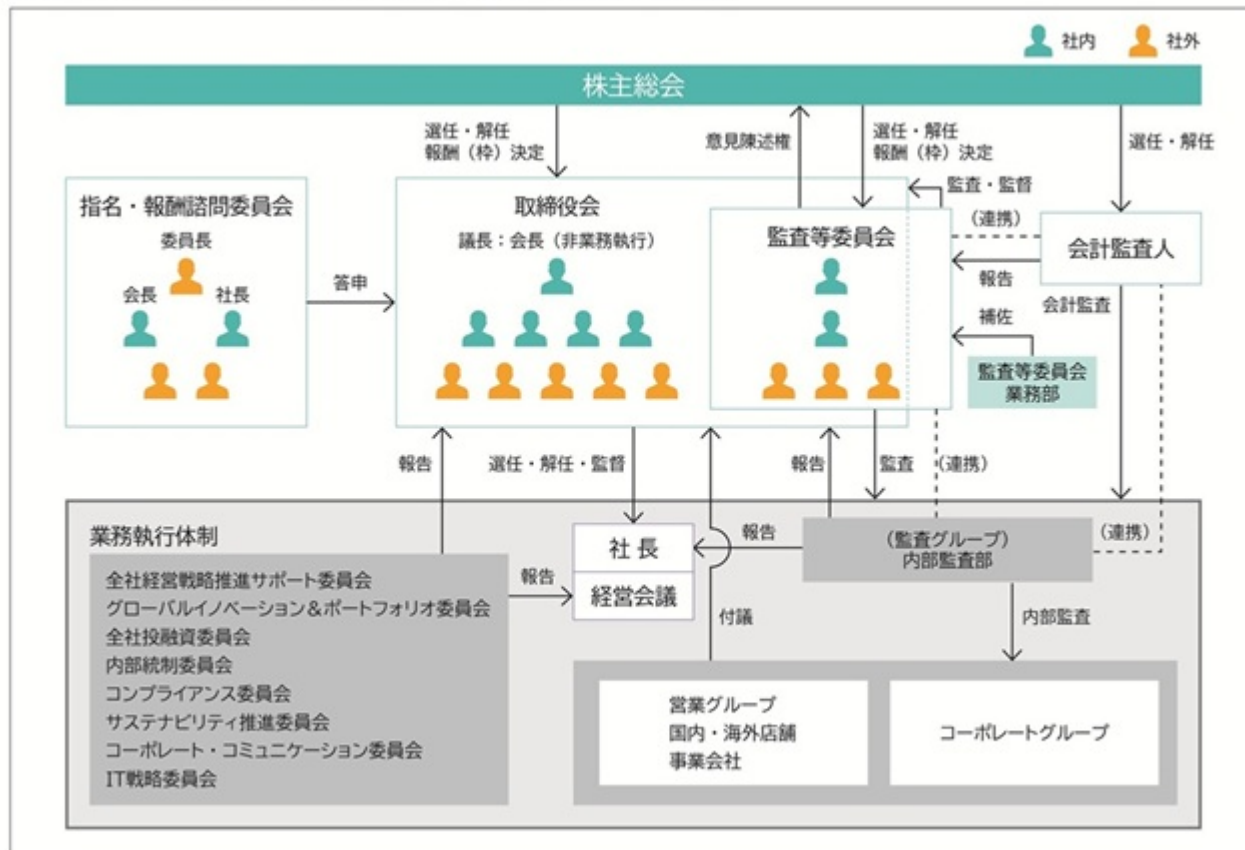 社内
社外
株主総会
選任・解任
報酬（枠）決定
意見陳述権
選任・解任
報酬（枠）決定
選任・解任
監査・監督
指名・報酬諮問委員会
委員長
会長
社長
答申
取締役会
議長：会長（非業務執行）
監査等委員会
（連携）
会計監査人
報告
会計監査
補佐
監査等委員会
業務部
報告
選任・解任・監督
報告
監査
（連携）
業務執行体制
全社経営戦略推進サポート委員会
グローバルイノベーション＆ポートフォリオ委員会
全社投融資委員会
内部統制委員会
コンプライアンス委員会
サステナビリティ推進委員会
コーポレート・コミュニケーション委員会
IT戦略委員会
報告
社 長
経営会議
報告
（監査グループ）
内部監査部
（連携）
付議
内部監査
営業グループ
国内・海外店舗
事業会社
コーポレートグループ